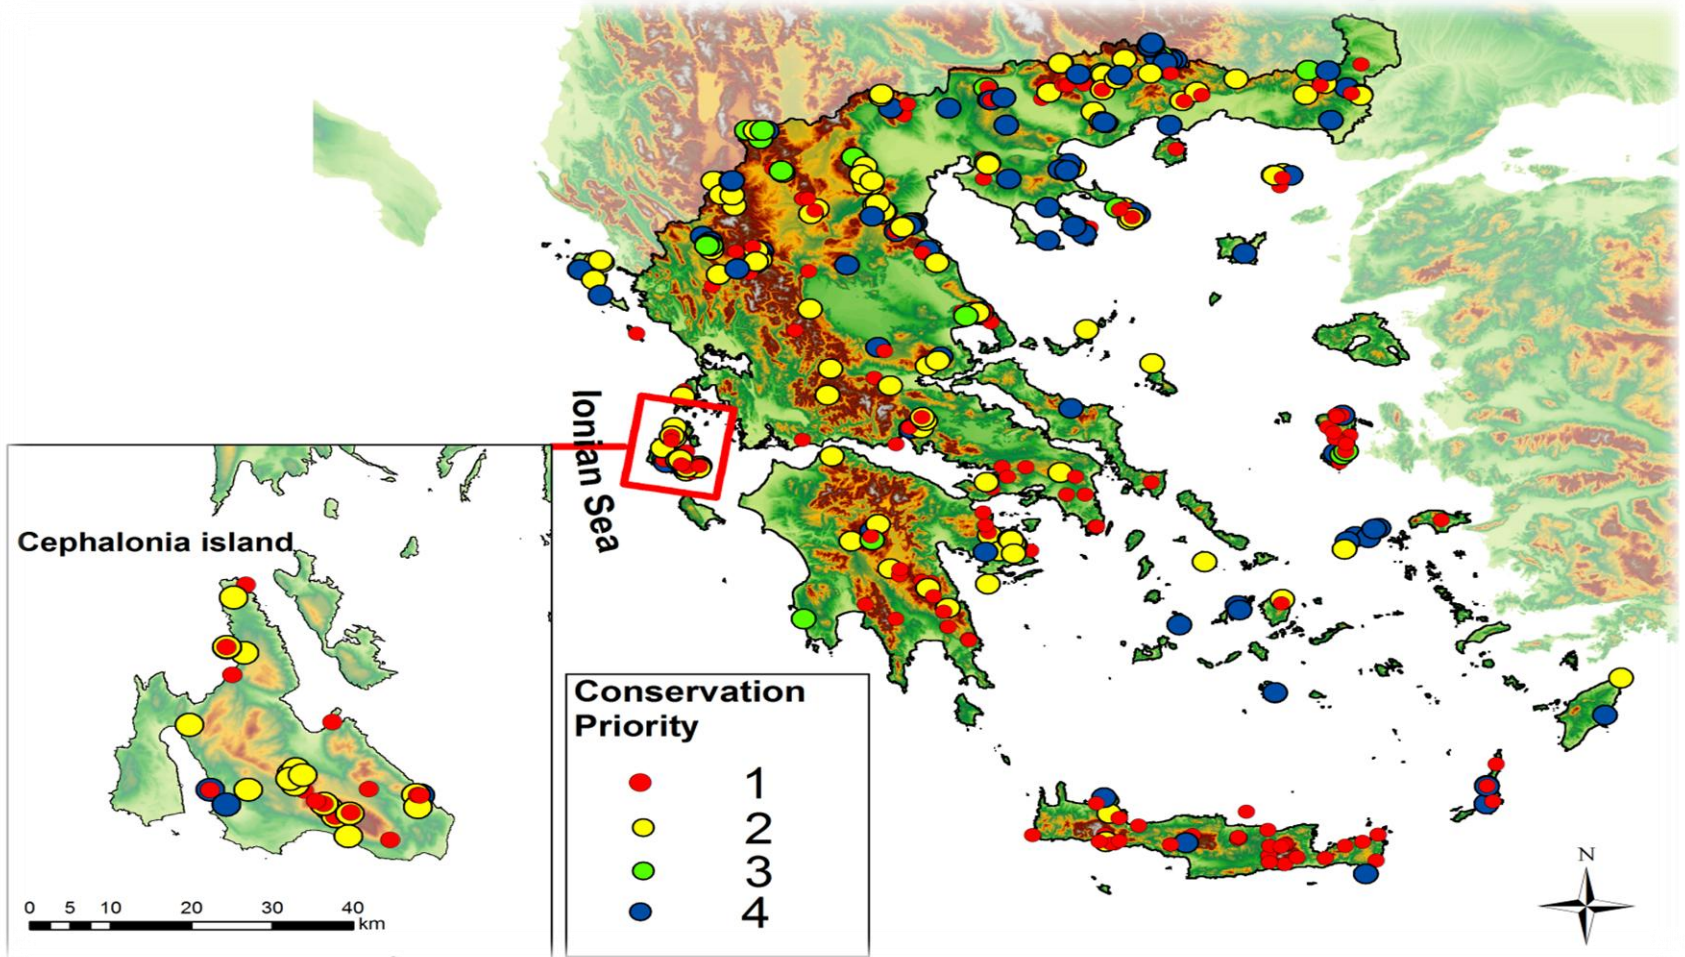 Ionian Sea
Cephalonia island
0 5 10 20 30 40
km
Conservation
Priority
1
2
3
4
N